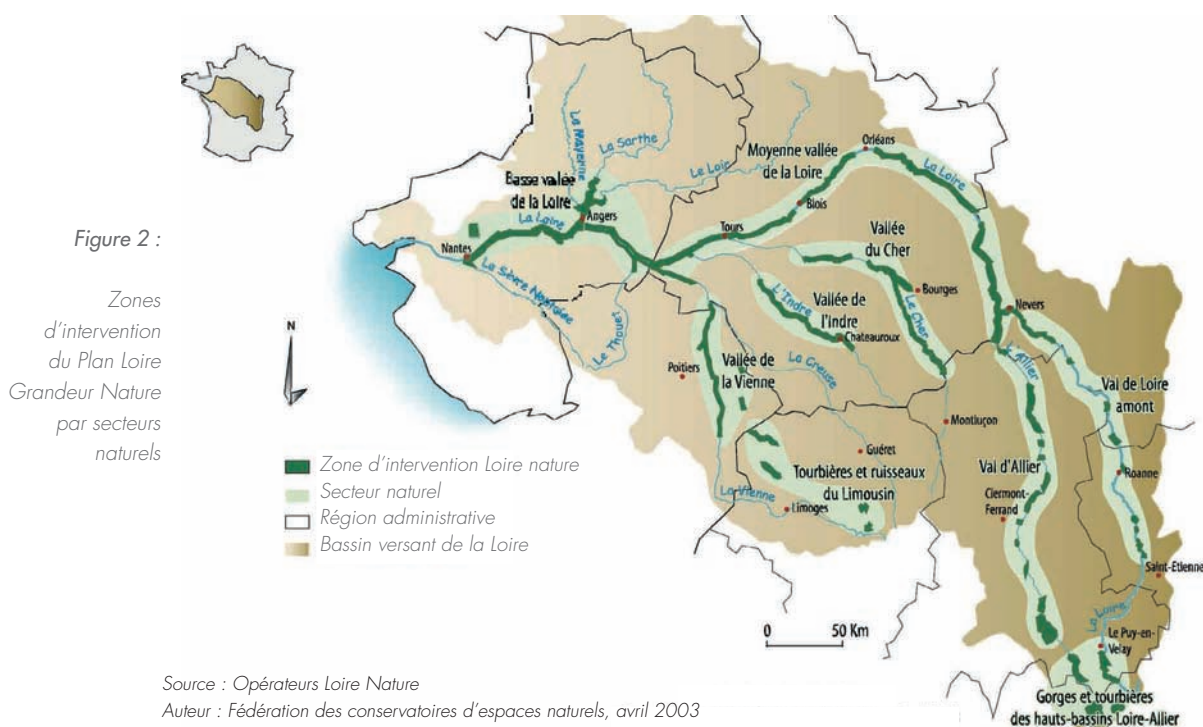 Figure 2 :
Zones
d'intervention
du Plan Loire
Grandeur Nature
par secteurs
naturels
La Mayenne
La Sarthe
Le Loir
Basse vallée
de la Loire
La Loire
Angers
Nantes
La Sèvre Nantaise
Le Thouet
Moyenne vallée
de la Loire
Orléans
La Loire
Blois
Tours
Vallée
du Cher
Bourges
Le Cher
L'Indre
Vallée de
l'Indre
Chateauroux
Nevers
L'Allier
La Creuse
Vallée de
la Vienne
Poitiers
Val de Loire
amont
Montluçon
Guéret
Roanne
Tourbières et ruisseaux
du Limousin
Val d'Allier
Clermont-
Ferrand
La Vienne
Limoges
Saint-Étienne
La Loire
Le Puy-en-
Velay
Gorges et tourbières
des hauts-bassins Loire-Allier
N
Zone d'intervention Loire nature
Secteur naturel
Région administrative
Bassin versant de la Loire
0 50 Km
Source : Opérateurs Loire Nature
Auteur : Fédération des conservatoires d'espaces naturels, avril 2003